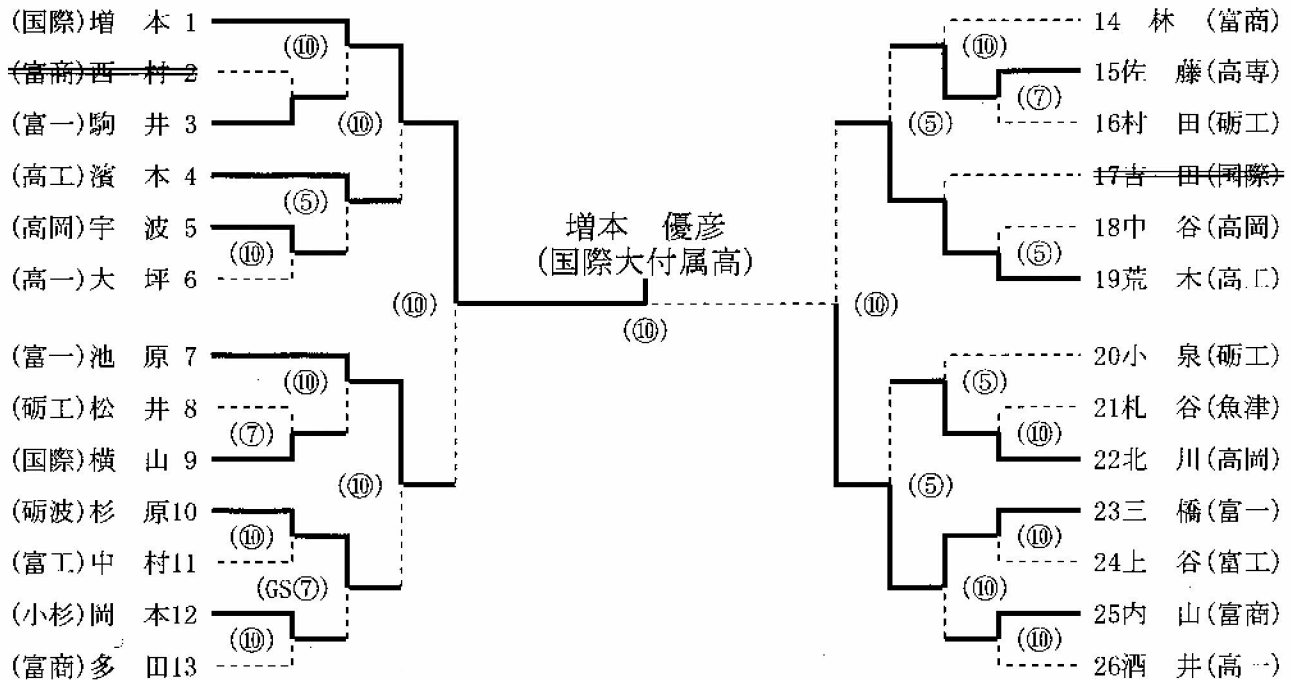 (国際)増 本 1
(⑩)
(富商)西 村 2
(富一)駒 井 3
(⑩)
(高工)濱 本 4
(⑤)
(高岡)宇 波 5
(⑩)
(高一)大 坪 6
(⑩)
(富一)池 原 7
(⑩)
(砺工)松 井 8
(⑦)
(国際)横 山 9
(⑩)
(砺波)杉 原10
(⑩)
(富工)中 村11
(GS⑦)
(小杉)岡 本12
(⑩)
(富商)多 田13
増本 優彦
(国際大付属高)
(⑩)
14 林 (富商)
(⑩)
15佐 藤(高専)
(⑦)
16村 田(砺工)
(⑤)
17吉 田(国際)
18中 谷(高岡)
(⑤)
19荒 木(高工)
(⑩)
20小 泉(砺工)
(⑤)
21札 谷(魚津)
(⑩)
22北 川(高岡)
(⑤)
23三 橋(富一)
(⑩)
24上 谷(富工)
(⑩)
25内 山(富商)
(⑩)
26酒 井(高一)